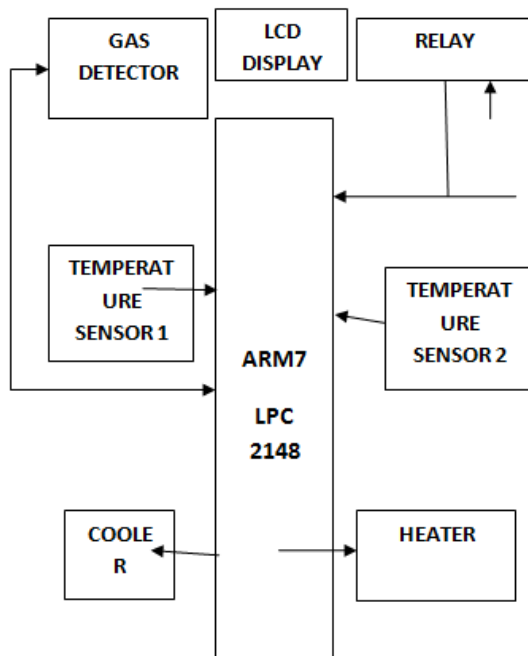 GAS
DETECTOR
LCD
DISPLAY
RELAY
TEMPERAT
URE
SENSOR 1
TEMPERAT
URE
SENSOR 2
ARM7
LPC
2148
COOLE
R
HEATER